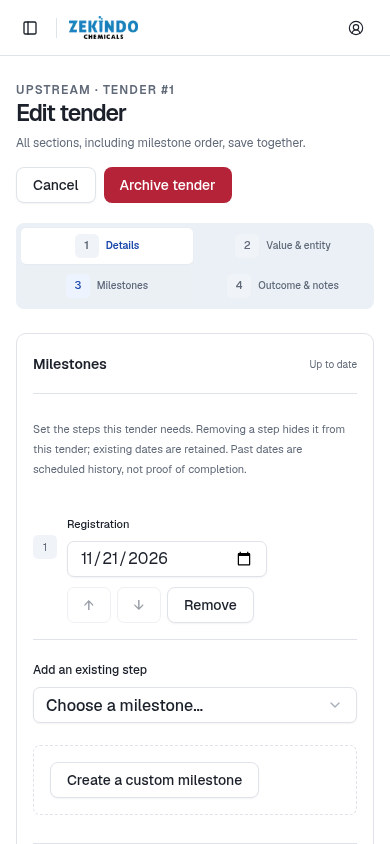 ZEKINDO
CHEMICALS
UPSTREAM · TENDER #1
Edit tender
All sections, including milestone order, save together.
Cancel
Archive tender
1 Details
2 Value & entity
3 Milestones
4 Outcome & notes
Milestones
Up to date
Set the steps this tender needs. Removing a step hides it from
this tender; existing dates are retained. Past dates are
scheduled history, not proof of completion.
Registration
1
11/21/2026
↑
↓
Remove
Add an existing step
Choose a milestone...
Create a custom milestone